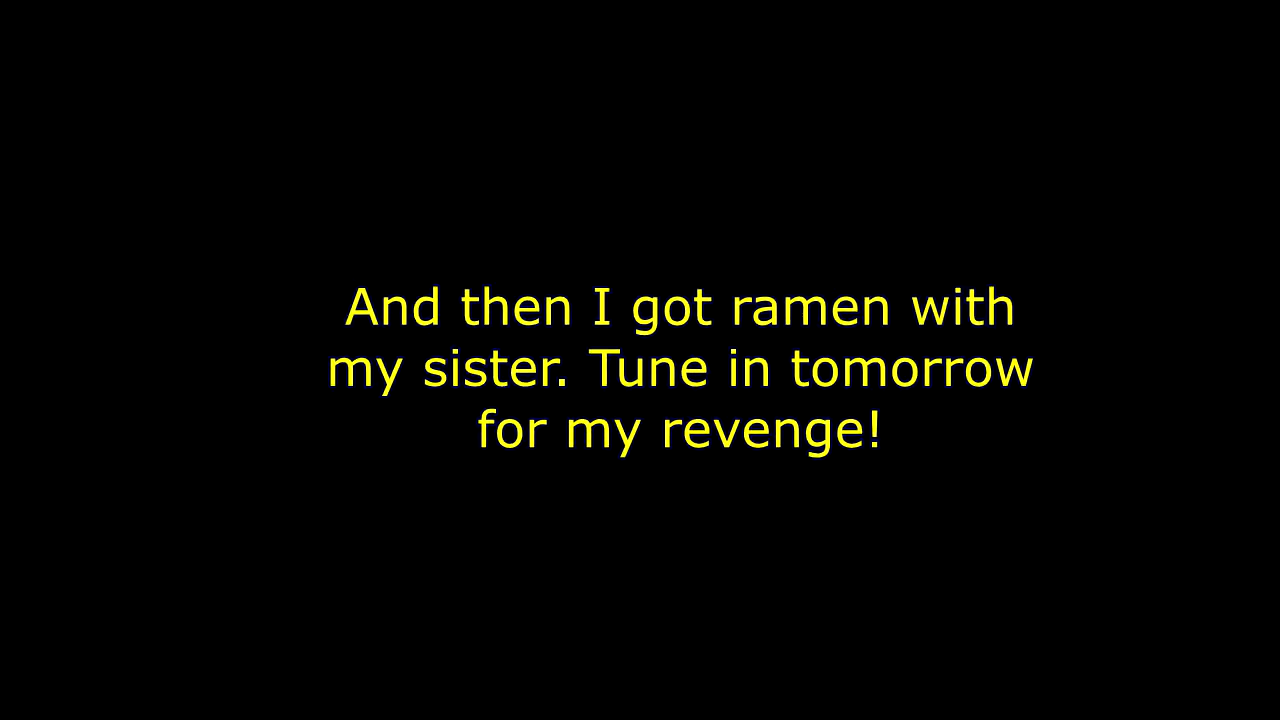 And then I got ramen with
my sister. Tune in tomorrow
for my revenge!